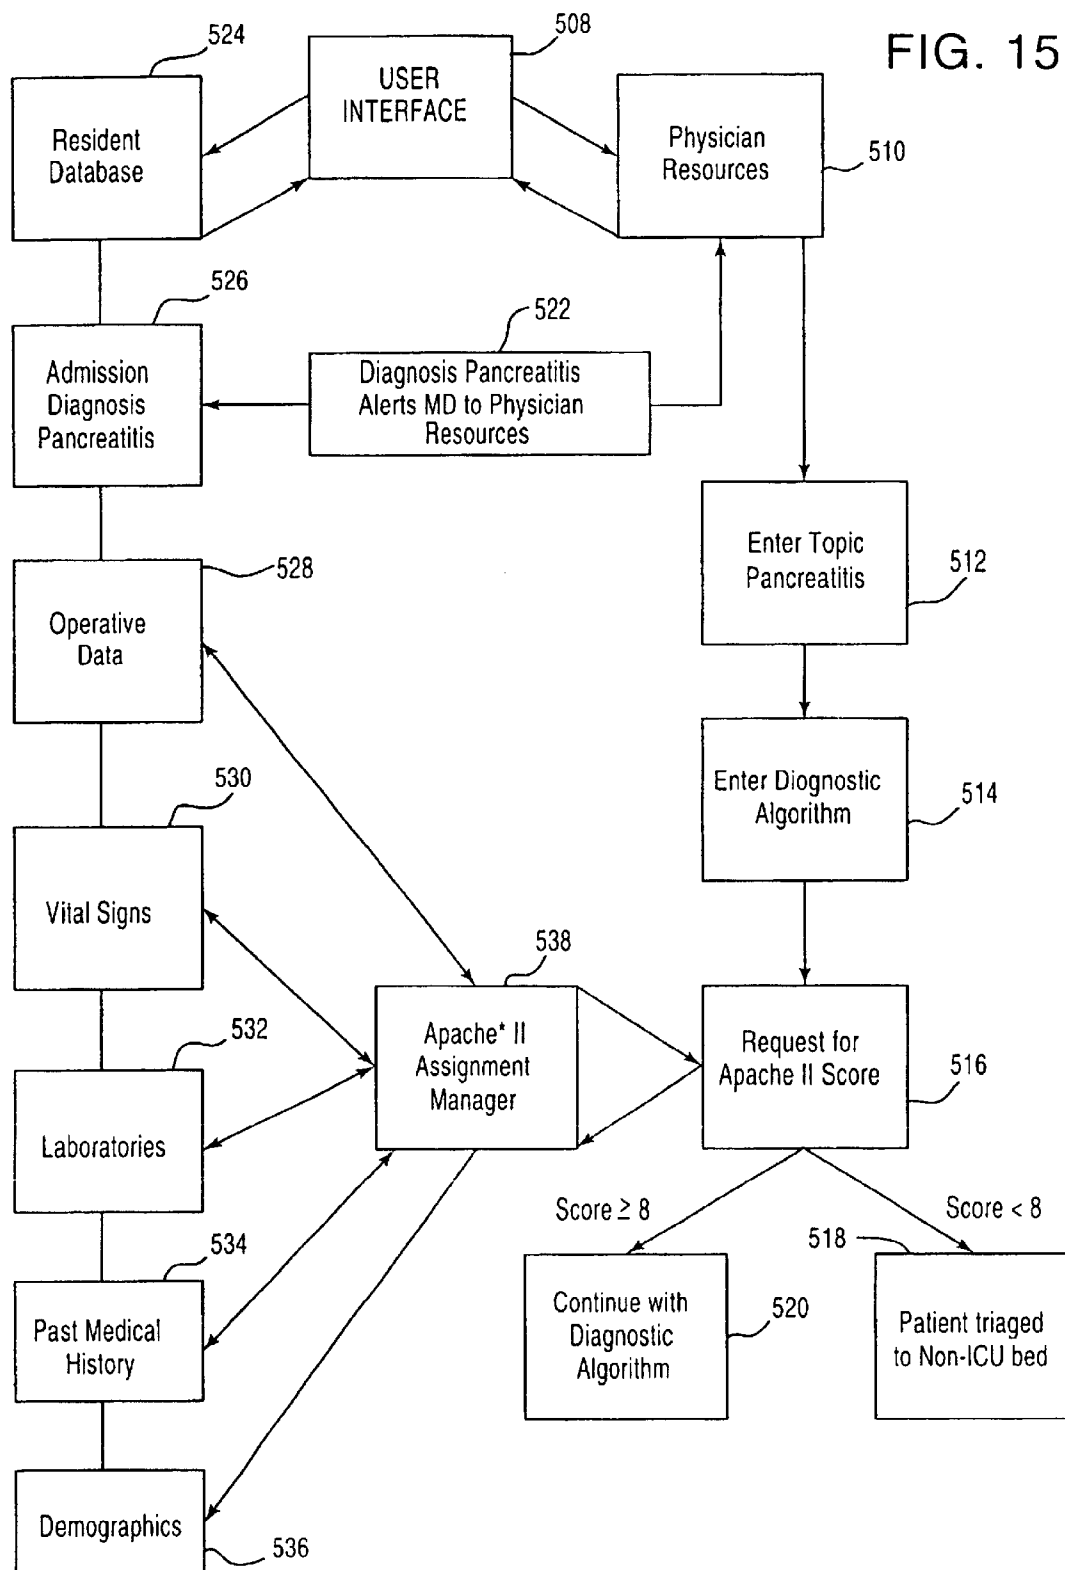 FIG. 15
524
508
Resident
Database
USER
INTERFACE
Physician
Resources
510
526
522
Admission
Diagnosis
Pancreatitis
Diagnosis Pancreatitis
Alerts MD to Physician
Resources
Enter Topic
Pancreatitis
512
528
Operative
Data
Enter Diognostic
Algorithm
514
530
Vital Signs
538
Apache* II
Assignment
Manager
Request for
Apache II Score
516
532
Laboratories
Score ≥ 8
Score < 8
534
518
Past Medical
History
Continue with
Diagnostic
Algorithm
520
Patient triaged
to Non-ICU bed
Demographics
536